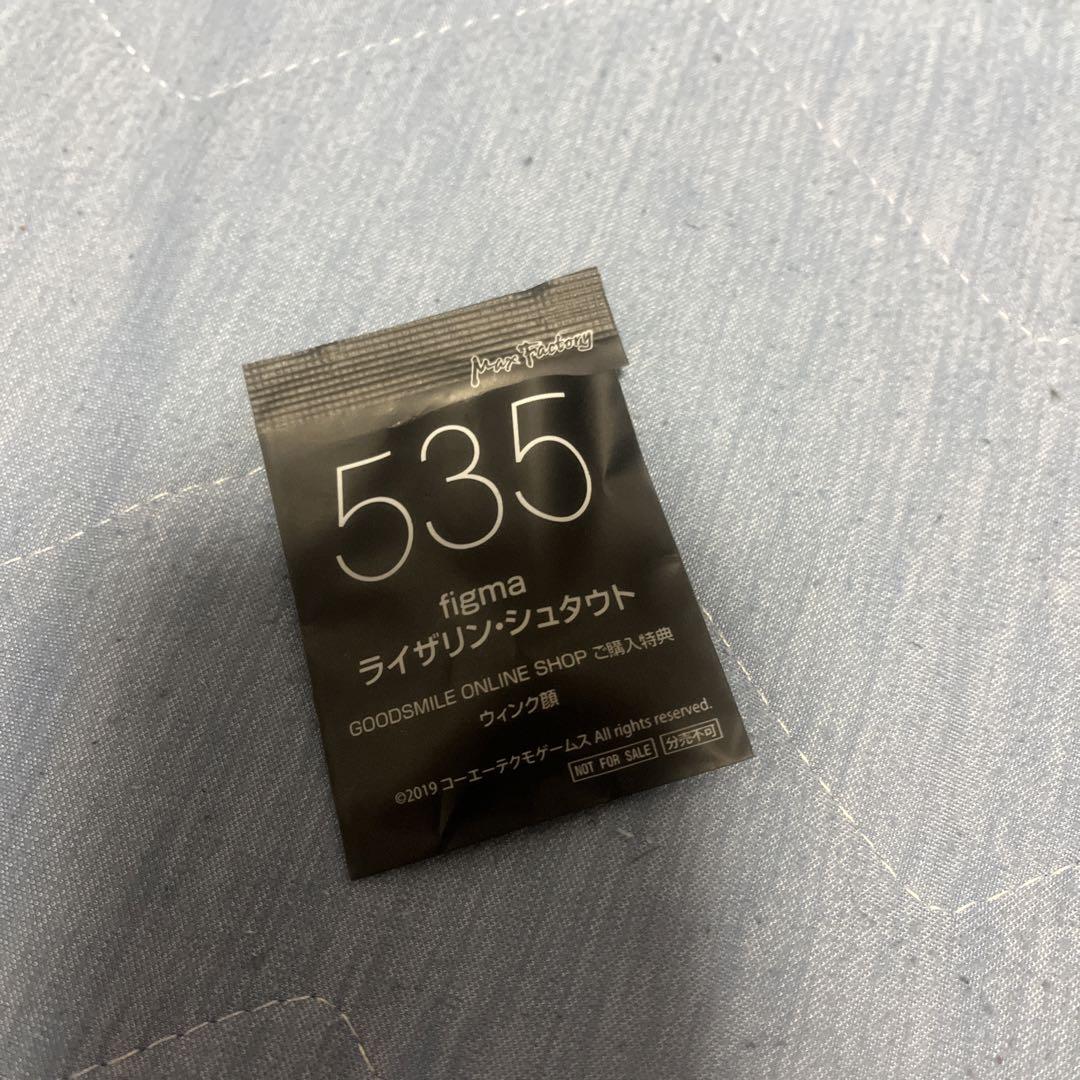 Max Factory
535
figma
ライザリン・シュタウト
GOODSMILE ONLINE SHOP ご購入特典
ウィンク顔
©2019 コーエーテクモゲームス All rights reserved.
NOT FOR SALE 分売不可